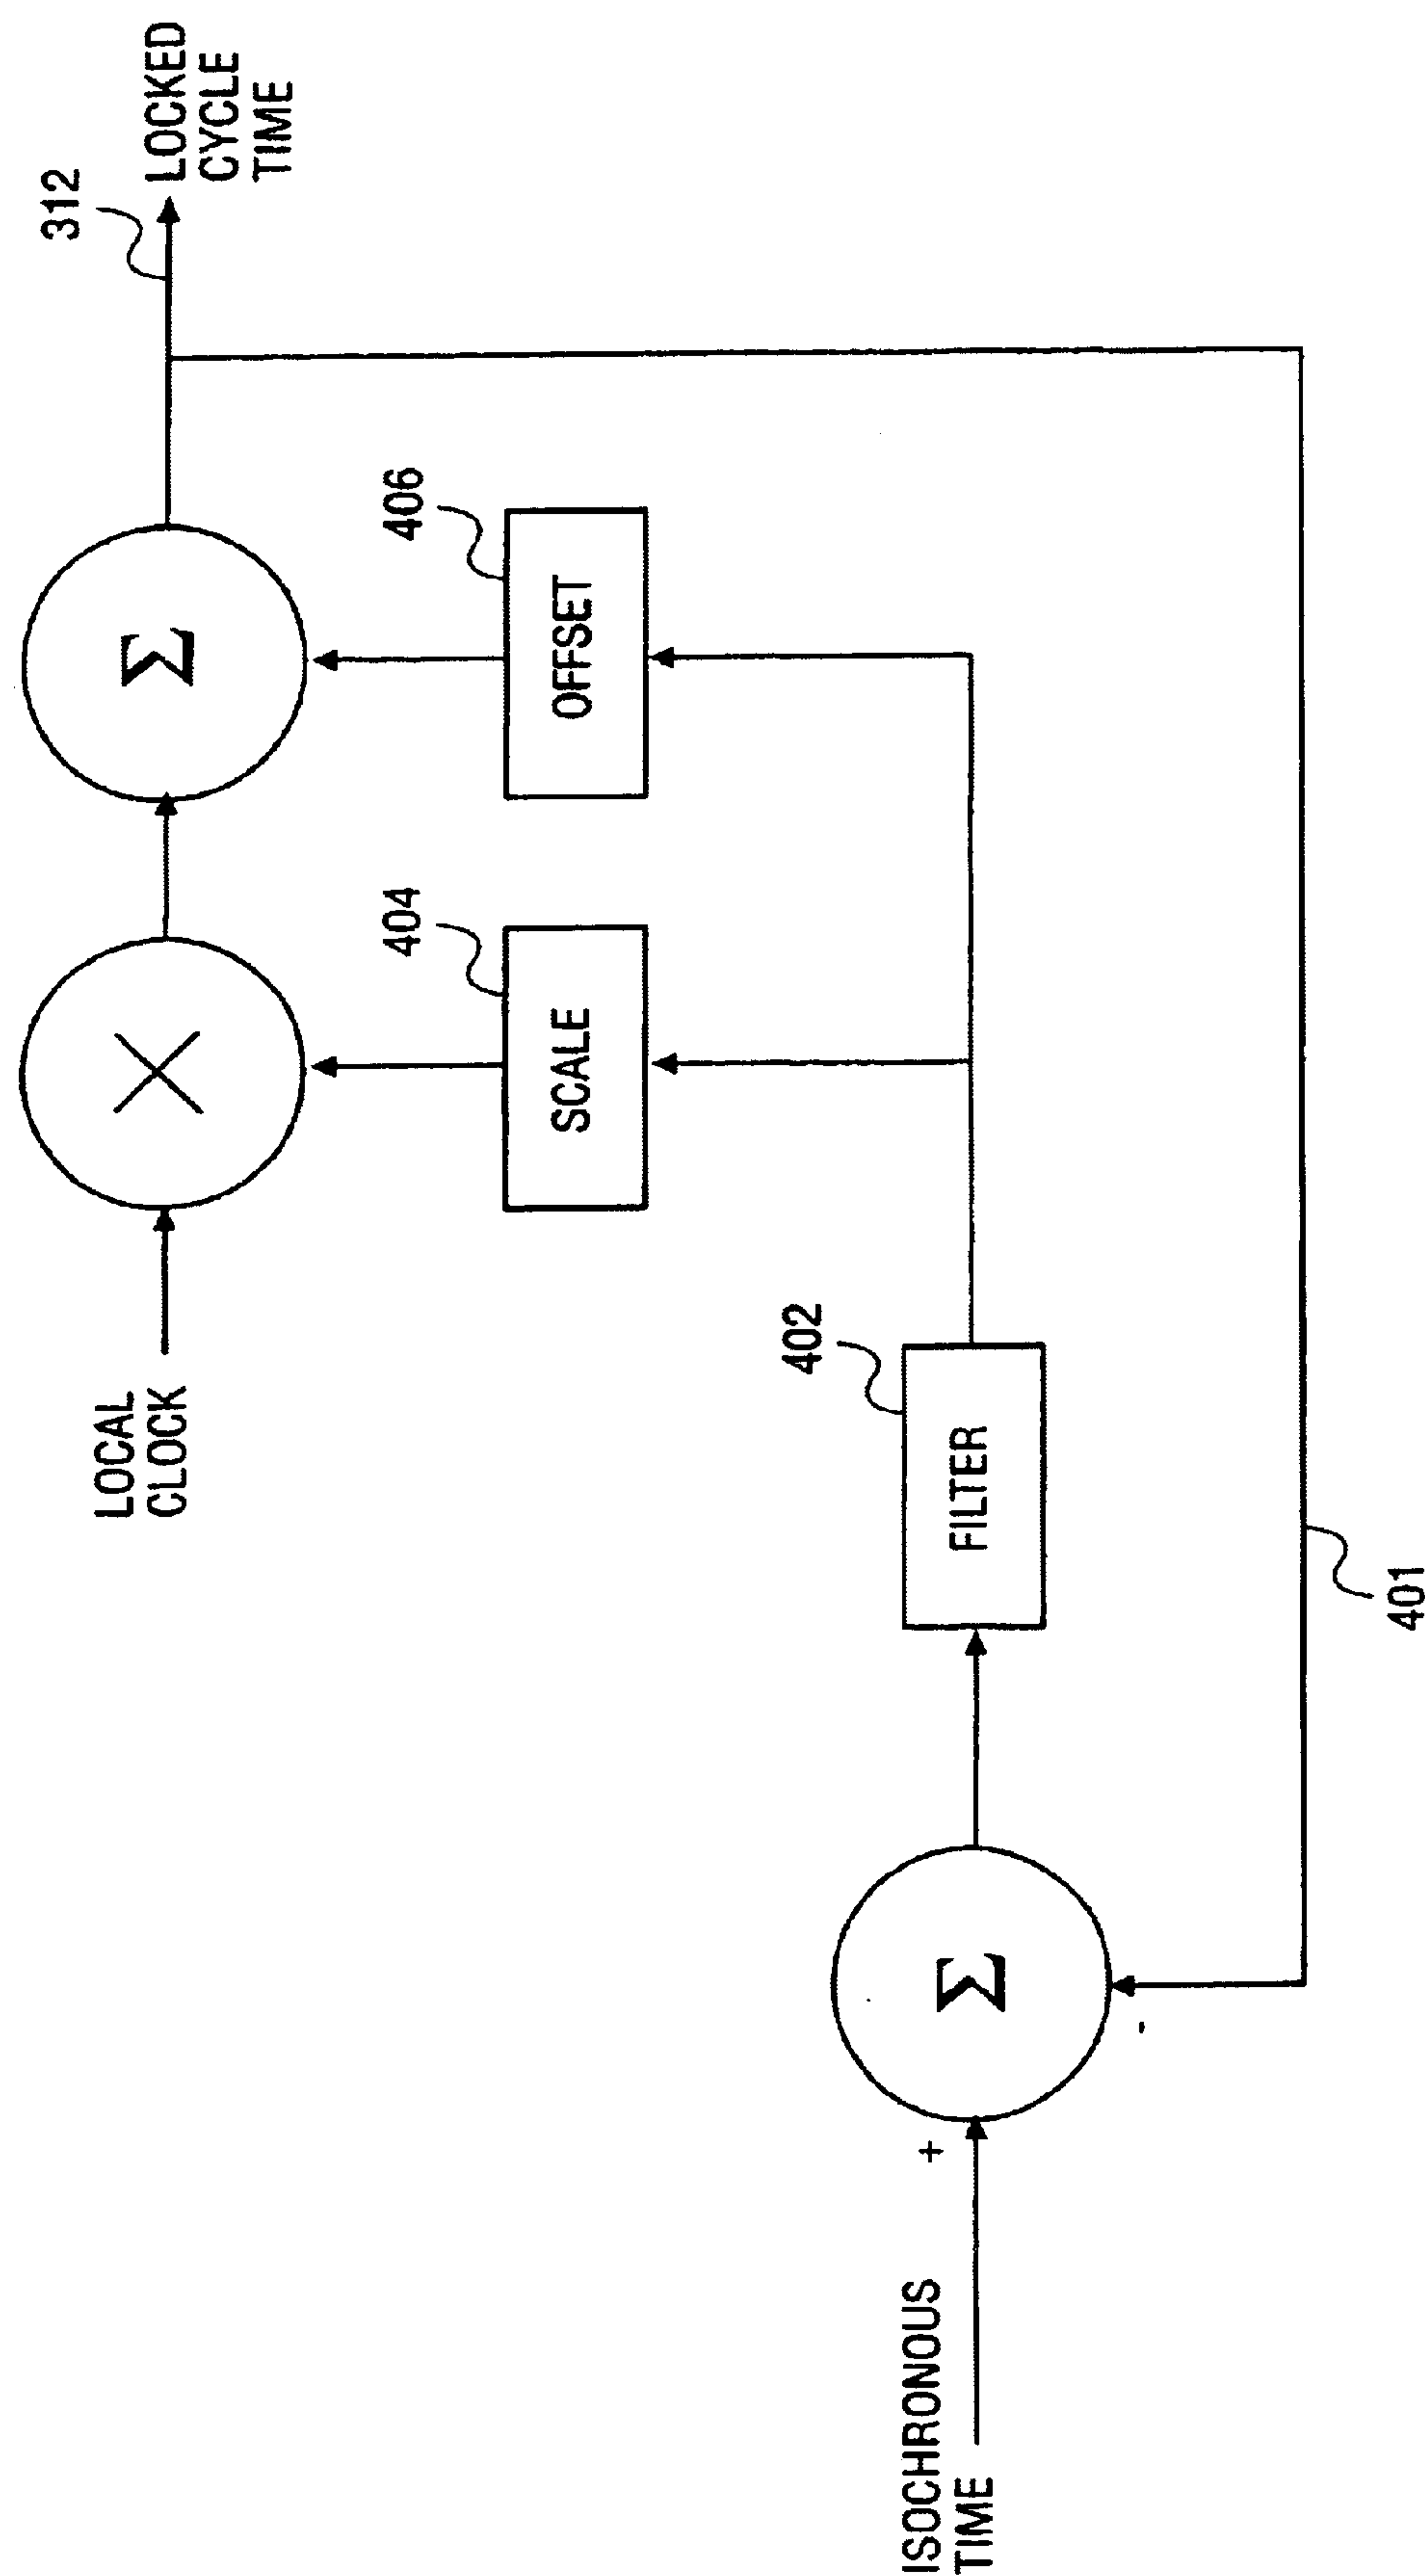 LOCAL
CLOCK
×
Σ
312
LOCKED
CYCLE
TIME
404
SCALE
406
OFFSET
402
FILTER
ISOCHRONOUS
TIME
+
Σ
-
401